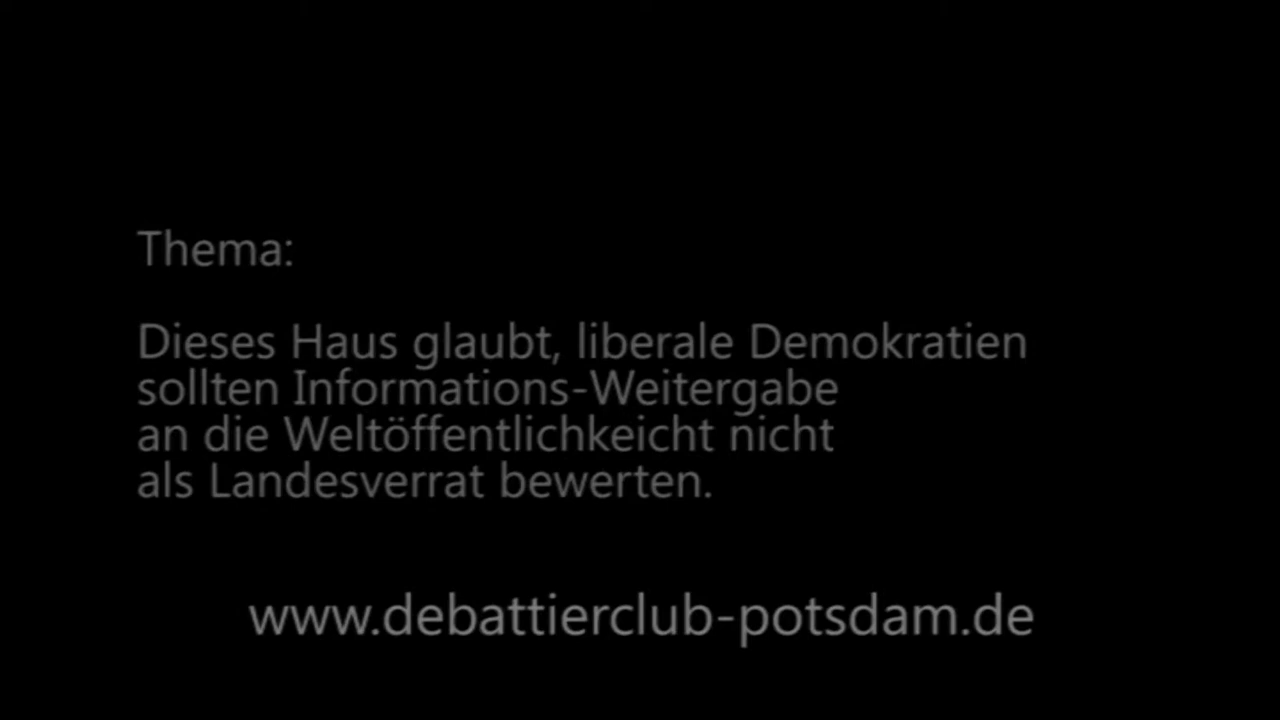 Thema:
Dieses Haus glaubt, liberale Demokratien
sollten Informations-Weitergabe
an die Weltöffentlichkeicht nicht
als Landesverrat bewerten.
www.debattierclub-potsdam.de